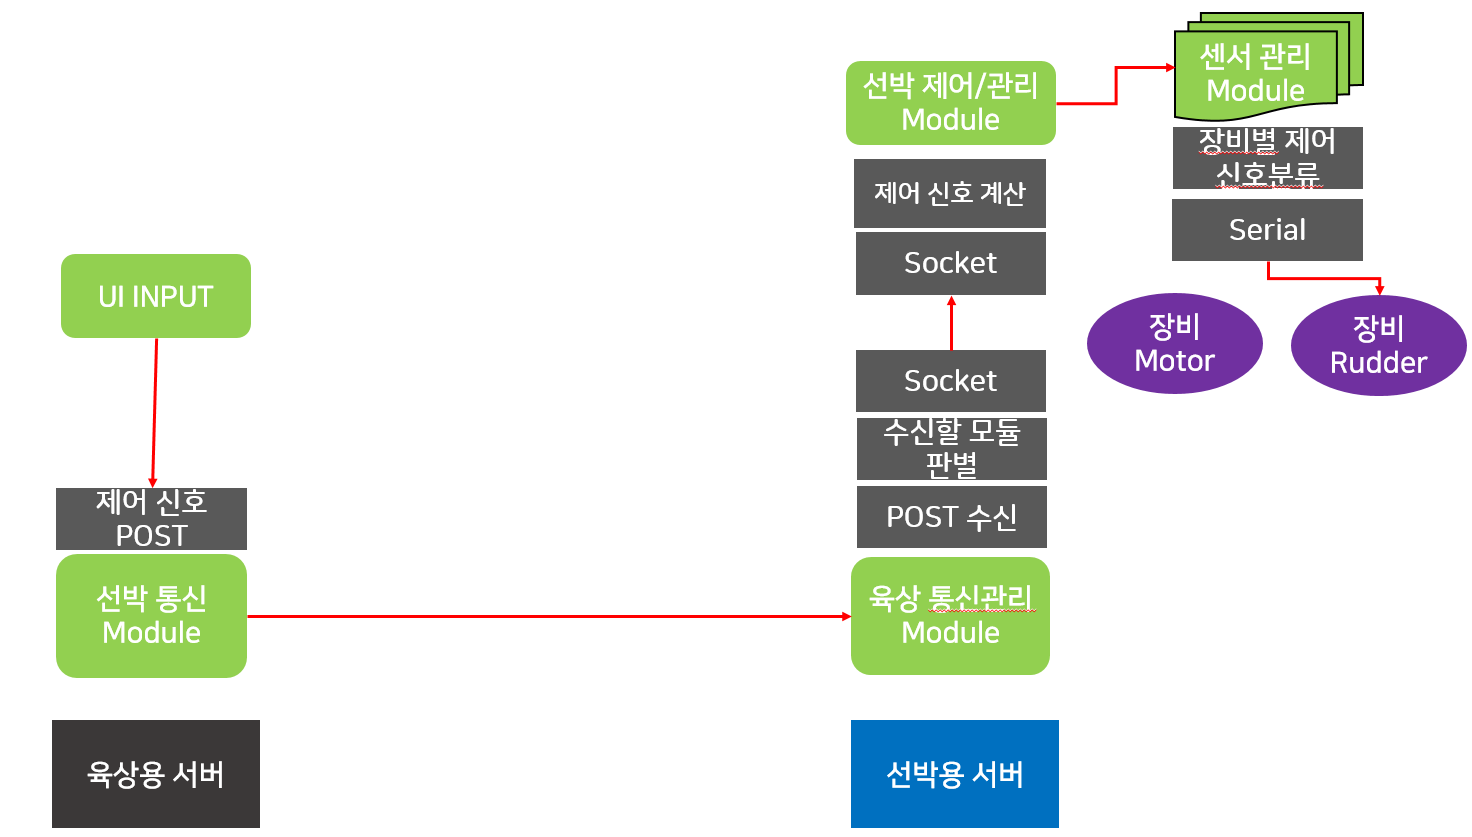 센서 관리
Module
선박 제어/관리
Module
장비별 제어
신호분류
제어 신호 계산
Serial
Socket
UI INPUT
장비
Motor
장비
Rudder
Socket
수신할 모듈
판별
제어 신호
POST
POST 수신
선박 통신
Module
육상 통신관리
Module
육상용 서버
선박용 서버